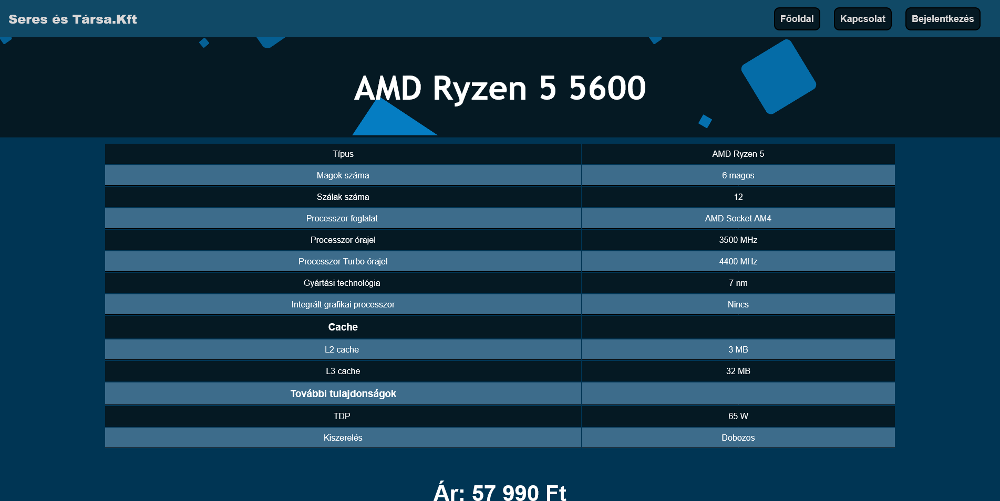 Seres és Társa.Kft Főoldal Kapcsolat Bejelentkezés
AMD Ryzen 5 5600
Típus AMD Ryzen 5
Magok száma 6 magos
Szálak száma 12
Processzor foglalat AMD Socket AM4
Processzor órajel 3500 MHz
Processzor Turbo órajel 4400 MHz
Gyártási technológia 7 nm
Integrált grafikai processzor Nincs
Cache
L2 cache 3 MB
L3 cache 32 MB
További tulajdonságok
TDP 65 W
Kiszerelés Dobozos
Ár: 57 990 Ft